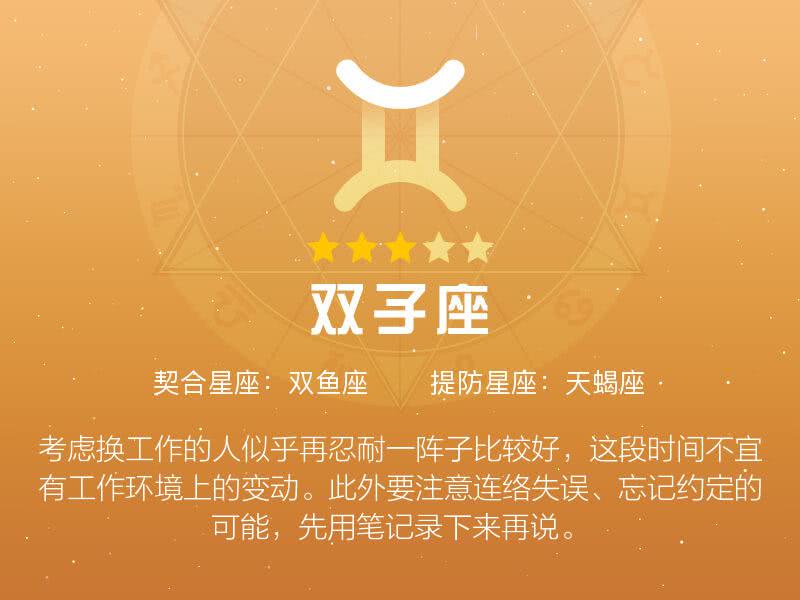 双子座
契合星座：双鱼座 提防星座：天蝎座
考虑换工作的人似乎再忍耐一阵子比较好，这段时间不宜
有工作环境上的变动。此外要注意连络失误、忘记约定的
可能，先用笔记录下来再说。